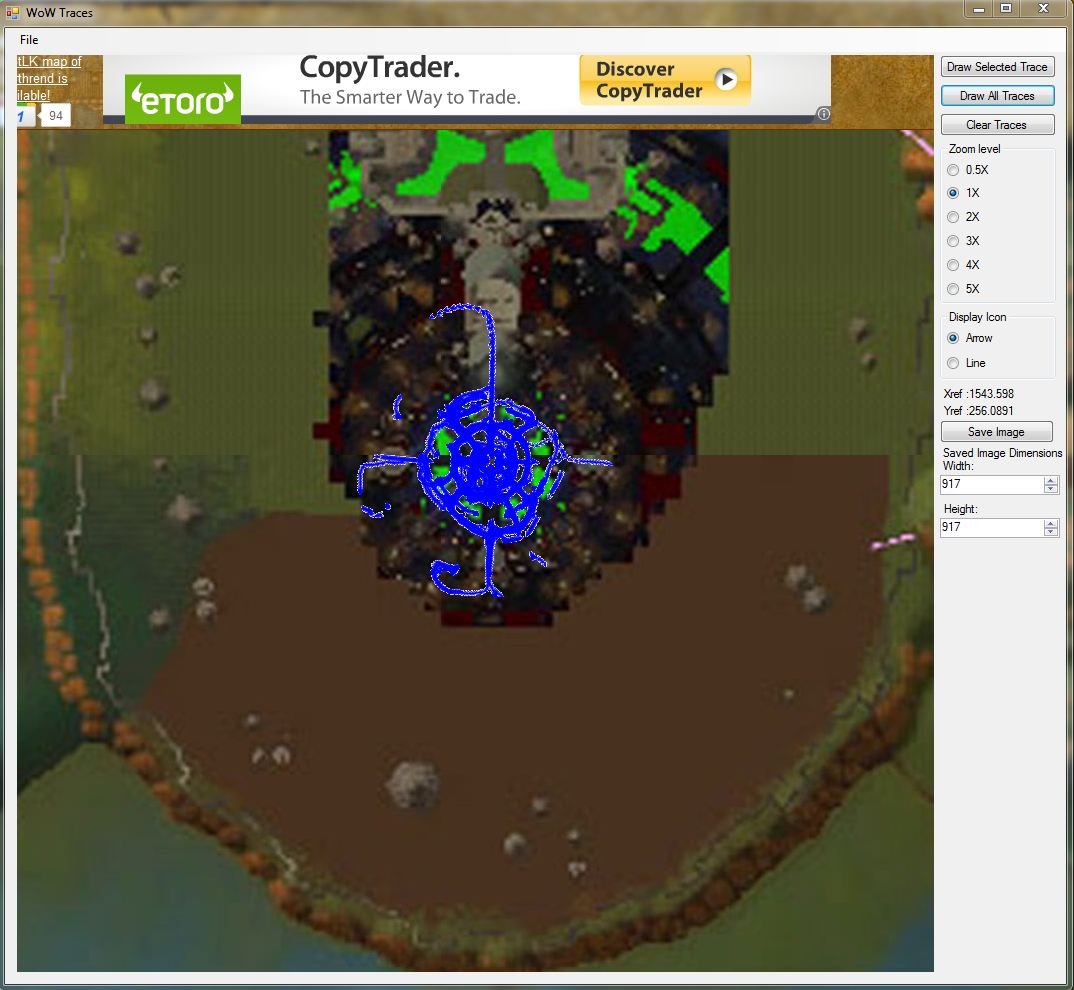 WoW Traces
File
tLK map of
thrend is
ilable!
1 94
eTORO
CopyTrader.
The Smarter Way to Trade.
Discover
CopyTrader
Draw Selected Trace
Draw All Traces
Clear Traces
Zoom level
0.5X
1X
2X
3X
4X
5X
Display Icon
Arrow
Line
Xref :1543.598
Yref :256.0891
Save Image
Saved Image Dimensions
Width:
917
Height:
917